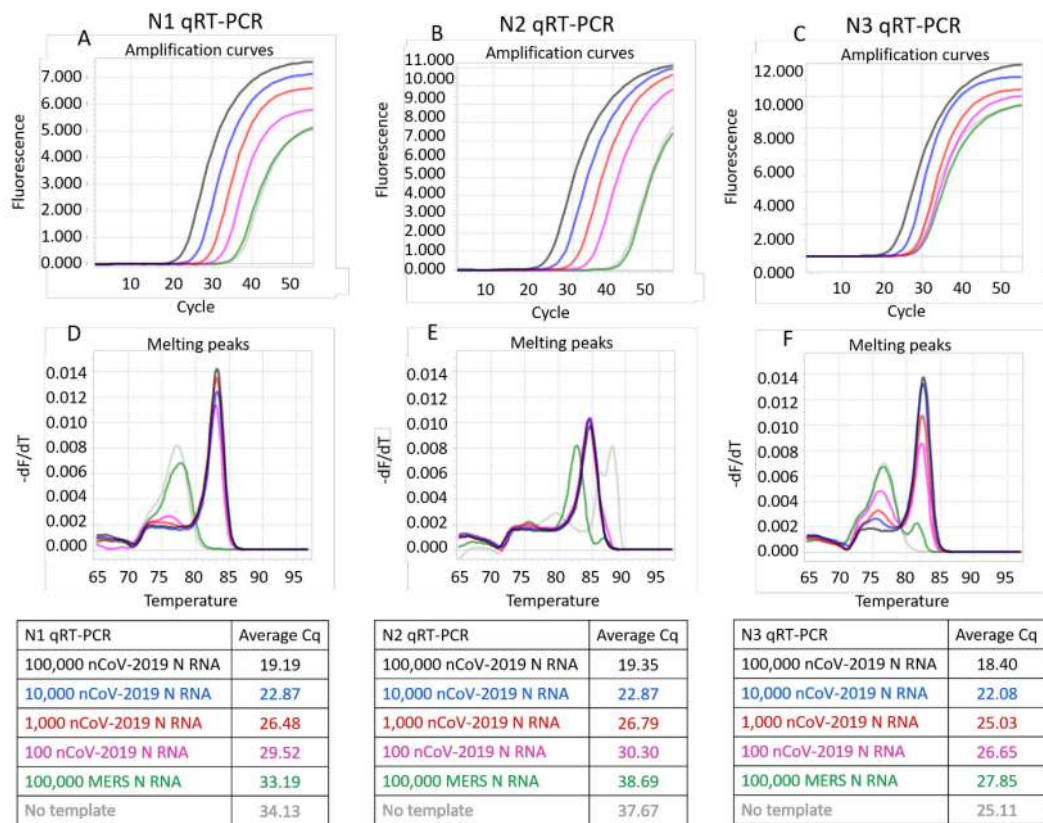 N1 qRT-PCR
A
Amplification curves
7.000
6.000
5.000
4.000
3.000
2.000
1.000
0.000
Fluorescence
10 20 30 40 50
Cycle
N2 qRT-PCR
B
Amplification curves
11.000
10.000
9.000
8.000
7.000
6.000
5.000
4.000
3.000
2.000
1.000
0.000
Fluorescence
10 20 30 40 50
Cycle
N3 qRT-PCR
C
Amplification curves
12.000
10.000
8.000
6.000
4.000
2.000
0.000
Fluorescence
10 20 30 40 50
Cycle
D
Melting peaks
0.014
0.012
0.010
0.008
0.006
0.004
0.002
0.000
-dF/dT
65 70 75 80 85 90 95
Temperature
E
Melting peaks
0.014
0.012
0.010
0.008
0.006
0.004
0.002
0.000
-dF/dT
65 70 75 80 85 90 95
Temperature
F
Melting peaks
0.014
0.012
0.010
0.008
0.006
0.004
0.002
0.000
-dF/dT
65 70 75 80 85 90 95
Temperature
N1 qRT-PCR Average Cq
100,000 nCoV-2019 N RNA 19.19
10,000 nCoV-2019 N RNA 22.87
1,000 nCoV-2019 N RNA 26.48
100 nCoV-2019 N RNA 29.52
100,000 MERS N RNA 33.19
No template 34.13
N2 qRT-PCR Average Cq
100,000 nCoV-2019 N RNA 19.35
10,000 nCoV-2019 N RNA 22.87
1,000 nCoV-2019 N RNA 26.79
100 nCoV-2019 N RNA 30.30
100,000 MERS N RNA 38.69
No template 37.67
N3 qRT-PCR Average Cq
100,000 nCoV-2019 N RNA 18.40
10,000 nCoV-2019 N RNA 22.08
1,000 nCoV-2019 N RNA 25.03
100 nCoV-2019 N RNA 26.65
100,000 MERS N RNA 27.85
No template 25.11